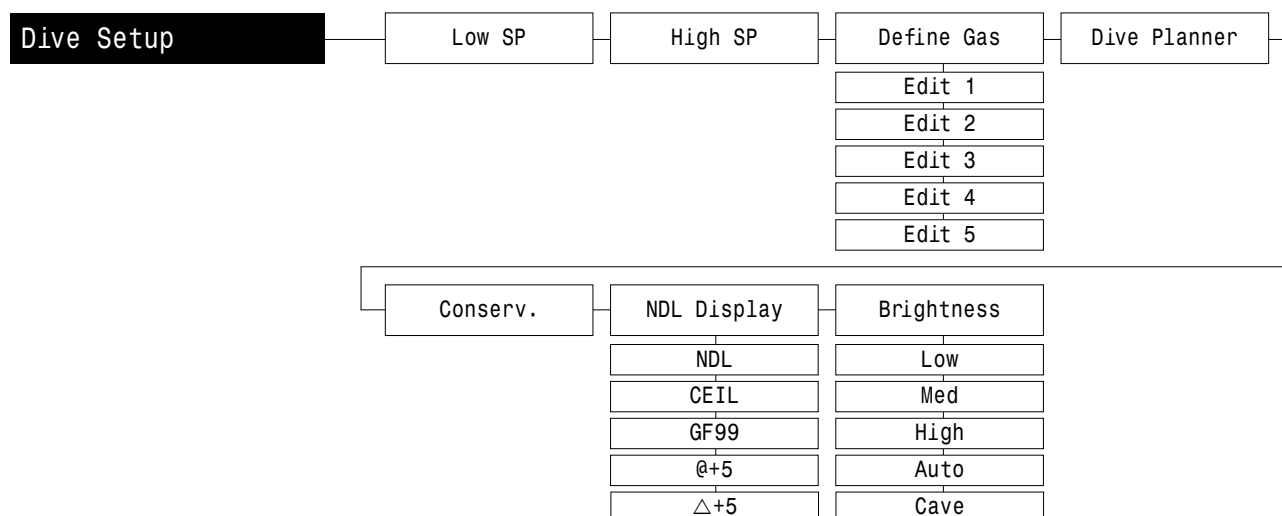 Dive Setup
Low SP
High SP
Define Gas
Dive Planner
Edit 1
Edit 2
Edit 3
Edit 4
Edit 5
Conserv.
NDL Display
Brightness
NDL
Low
CEIL
Med
GF99
High
@+5
Auto
△+5
Cave